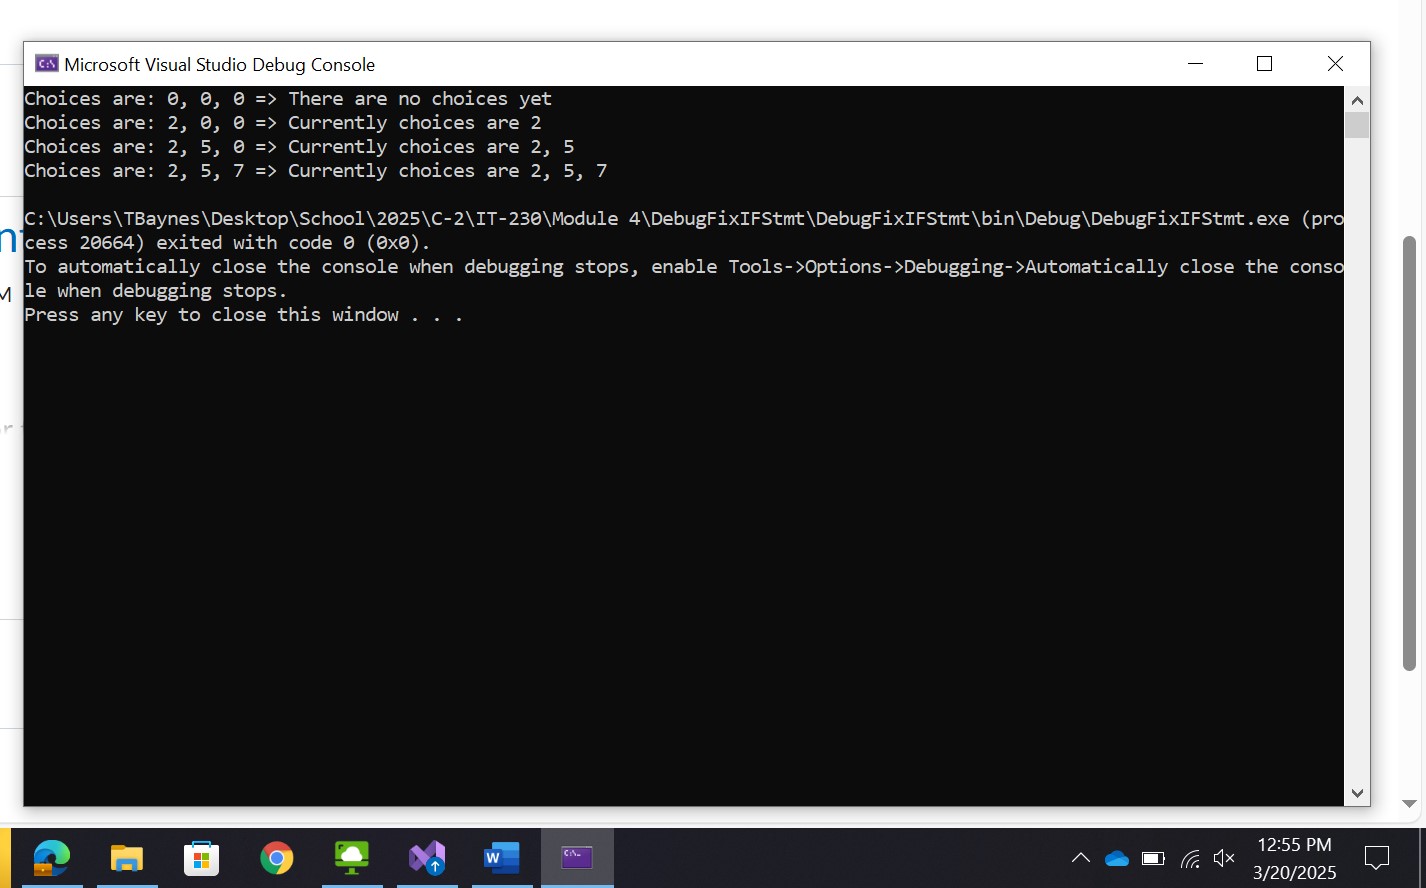 Microsoft Visual Studio Debug Console
Choices are: 0, 0, 0 => There are no choices yet
Choices are: 2, 0, 0 => Currently choices are 2
Choices are: 2, 5, 0 => Currently choices are 2, 5
Choices are: 2, 5, 7 => Currently choices are 2, 5, 7
C:\Users\TBaynes\Desktop\School\2025\C-2\IT-230\Module 4\DebugFixIFStmt\DebugFixIFStmt\bin\Debug\DebugFixIFStmt.exe (pro
cess 20664) exited with code 0 (0x0).
To automatically close the console when debugging stops, enable Tools->Options->Debugging->Automatically close the conso
le when debugging stops.
Press any key to close this window . . .
12:55 PM
3/20/2025